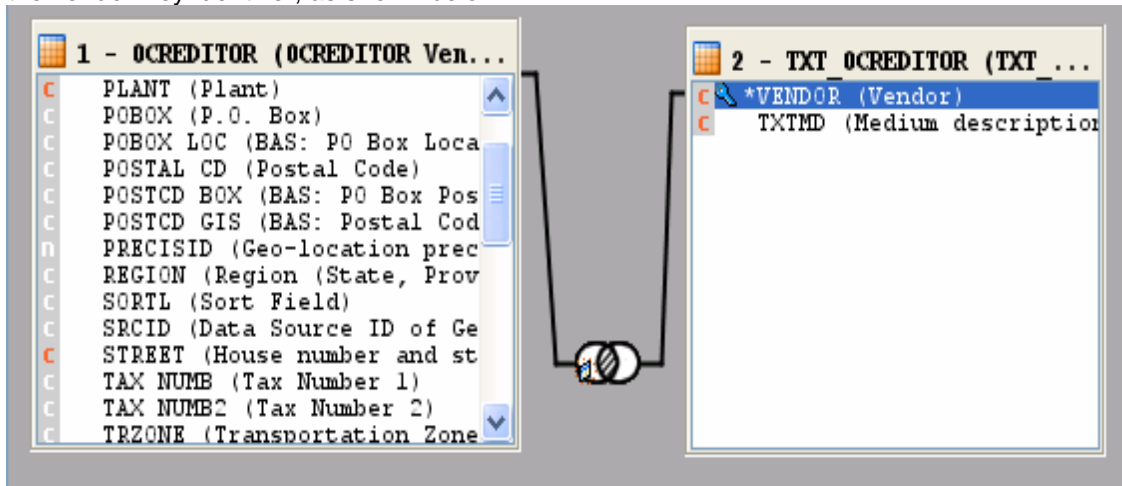 1 - 0CREDITOR (0CREDITOR Ven...
c PLANT (Plant)
c POBOX (P.O. Box)
c POBOX LOC (BAS: PO Box Loca
c POSTAL CD (Postal Code)
c POSTCD BOX (BAS: PO Box Pos
c POSTCD GIS (BAS: Postal Cod
n PRECISID (Geo-location prec
c REGION (Region (State, Prov
c SORTL (Sort Field)
c SRCID (Data Source ID of Ge
c STREET (House number and st
c TAX NUMB (Tax Number 1)
c TAX NUMB2 (Tax Number 2)
c TRZONE (Transportation Zone
2 - TXT_0CREDITOR (TXT_...
c *VENDOR (Vendor)
c TXTMD (Medium description